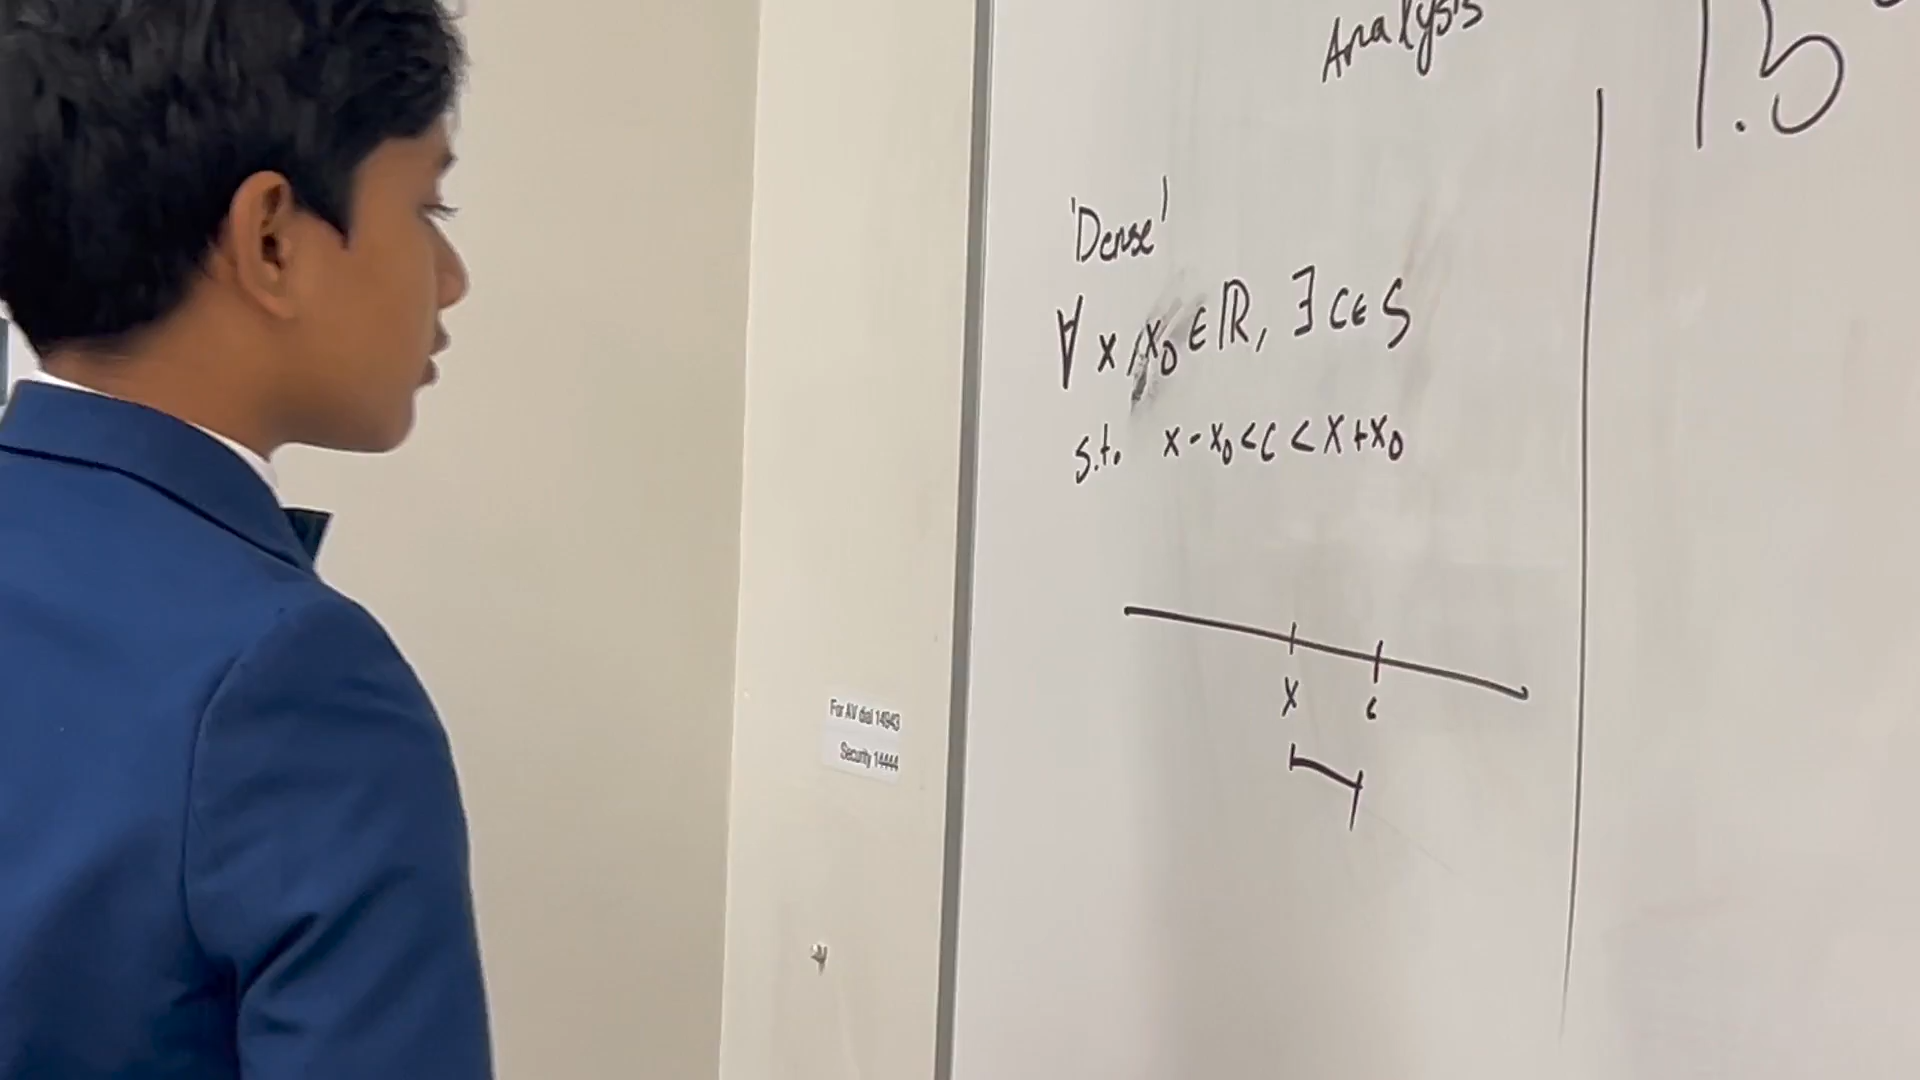 Analysis
1.5
'Dense'
∀ x, x₀ ∈ ℝ, ∃ c ∈ S
s.t. x - x₀ < c < x + x₀
x c
For AV dial 14943
Security 14444